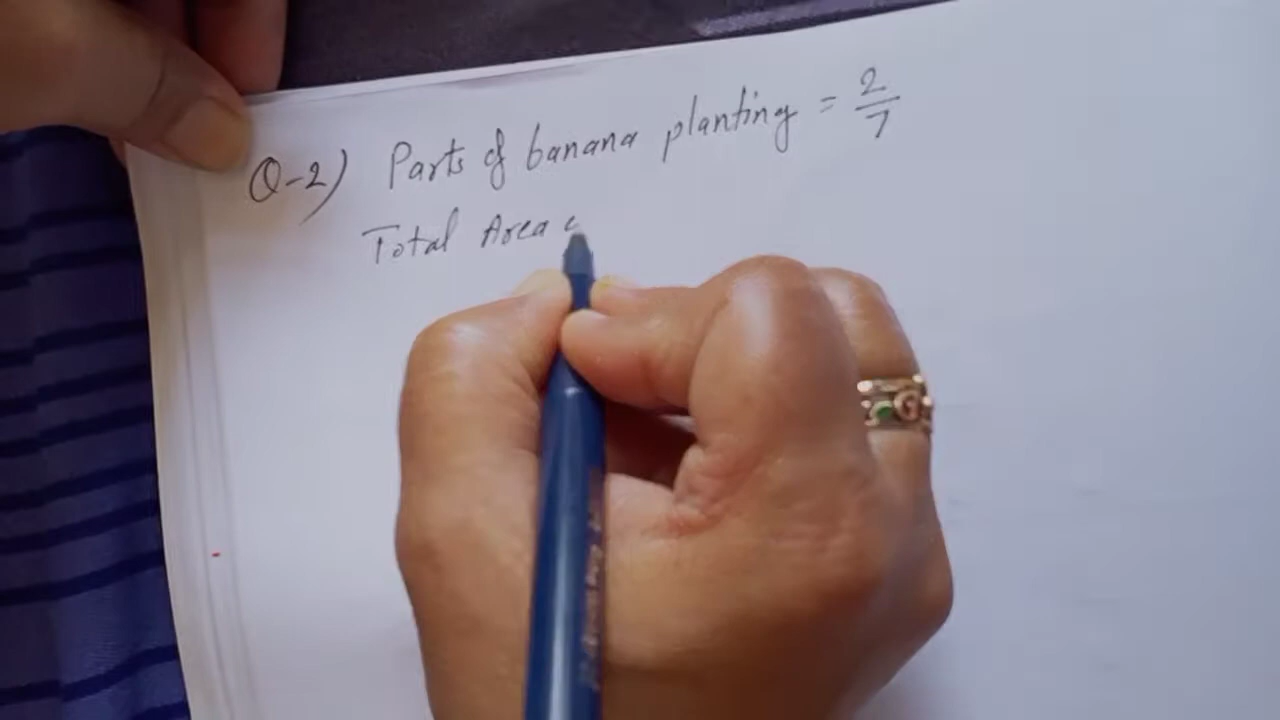 Q-2) Parts of banana planting = 2/7
Total Area